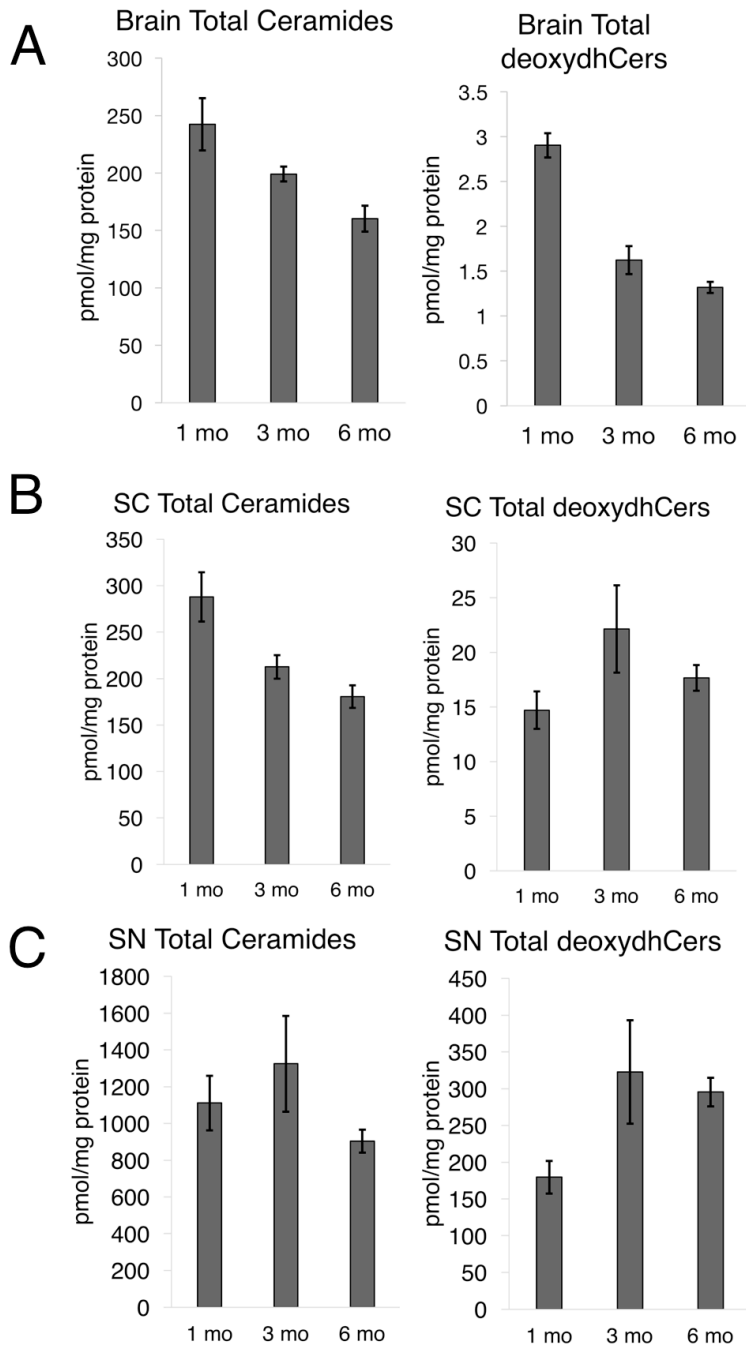 A
Brain Total Ceramides
pmol/mg protein
300
250
200
150
100
50
0
1 mo 3 mo 6 mo
Brain Total
deoxydhCers
pmol/mg protein
3.5
3
2.5
2
1.5
1
0.5
0
1 mo 3 mo 6 mo
B
SC Total Ceramides
pmol/mg protein
350
300
250
200
150
100
50
0
1 mo 3 mo 6 mo
SC Total deoxydhCers
pmol/mg protein
30
25
20
15
10
5
0
1 mo 3 mo 6 mo
C
SN Total Ceramides
pmol/mg protein
1800
1600
1400
1200
1000
800
600
400
200
0
1 mo 3 mo 6 mo
SN Total deoxydhCers
pmol/mg protein
450
400
350
300
250
200
150
100
50
0
1 mo 3 mo 6 mo